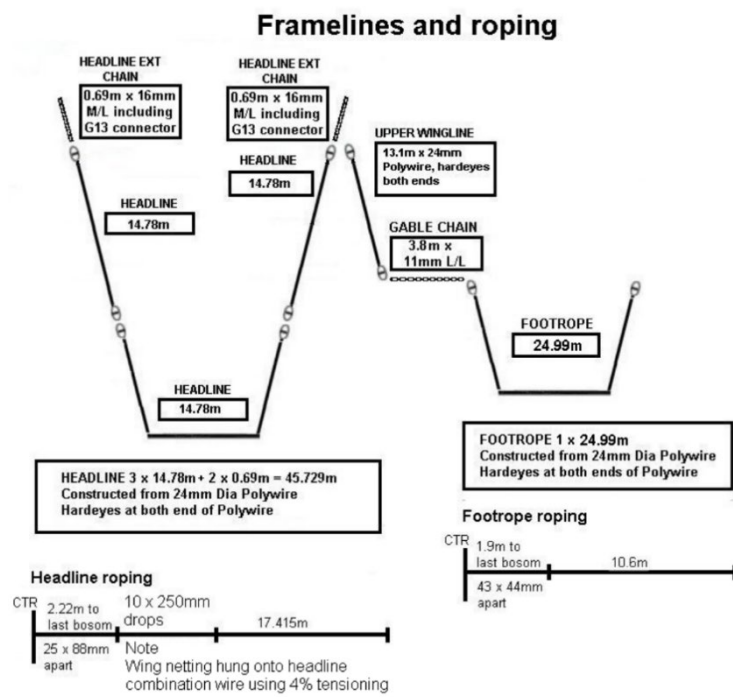 Framelines and roping
HEADLINE EXT
CHAIN
0.69m x 16mm
M/L including
G13 connector
HEADLINE EXT
CHAIN
0.69m x 16mm
M/L including
G13 connector
UPPER WINGLINE
13.1m x 24mm
Polywire, hardeyes
both ends
HEADLINE
14.78m
HEADLINE
14.78m
GABLE CHAIN
3.8m x
11mm L/L
FOOTROPE
24.99m
HEADLINE
14.78m
HEADLINE 3 x 14.78m + 2 x 0.69m = 45.729m
Constructed from 24mm Dia Polywire
Hardeyes at both end of Polywire
FOOTROPE 1 x 24.99m
Constructed from 24mm Dia Polywire
Hardeyes at both ends of Polywire
Footrope roping
CTR
1.9m to
last bosom
10.6m
43 x 44mm
apart
Headline roping
CTR
2.22m to
last bosom
10 x 250mm
drops
17.415m
25 x 88mm
apart
Note
Wing netting hung onto headline
combination wire using 4% tensioning